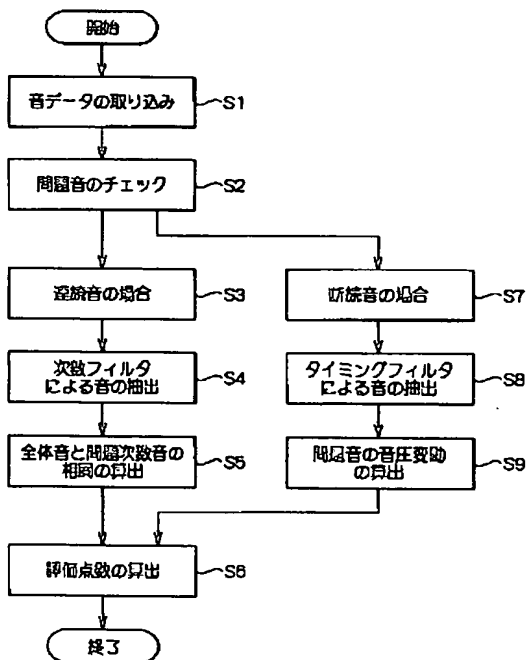 開始
音データの取り込み
S1
問題音のチェック
S2
連続音の場合
S3
断続音の場合
S7
次数フィルタ
による音の抽出
S4
タイミングフィルタ
による音の抽出
S8
全体音と問題次数音の
相関の算出
S5
問題音の音圧変動
の算出
S9
評価点数の算出
S6
終了